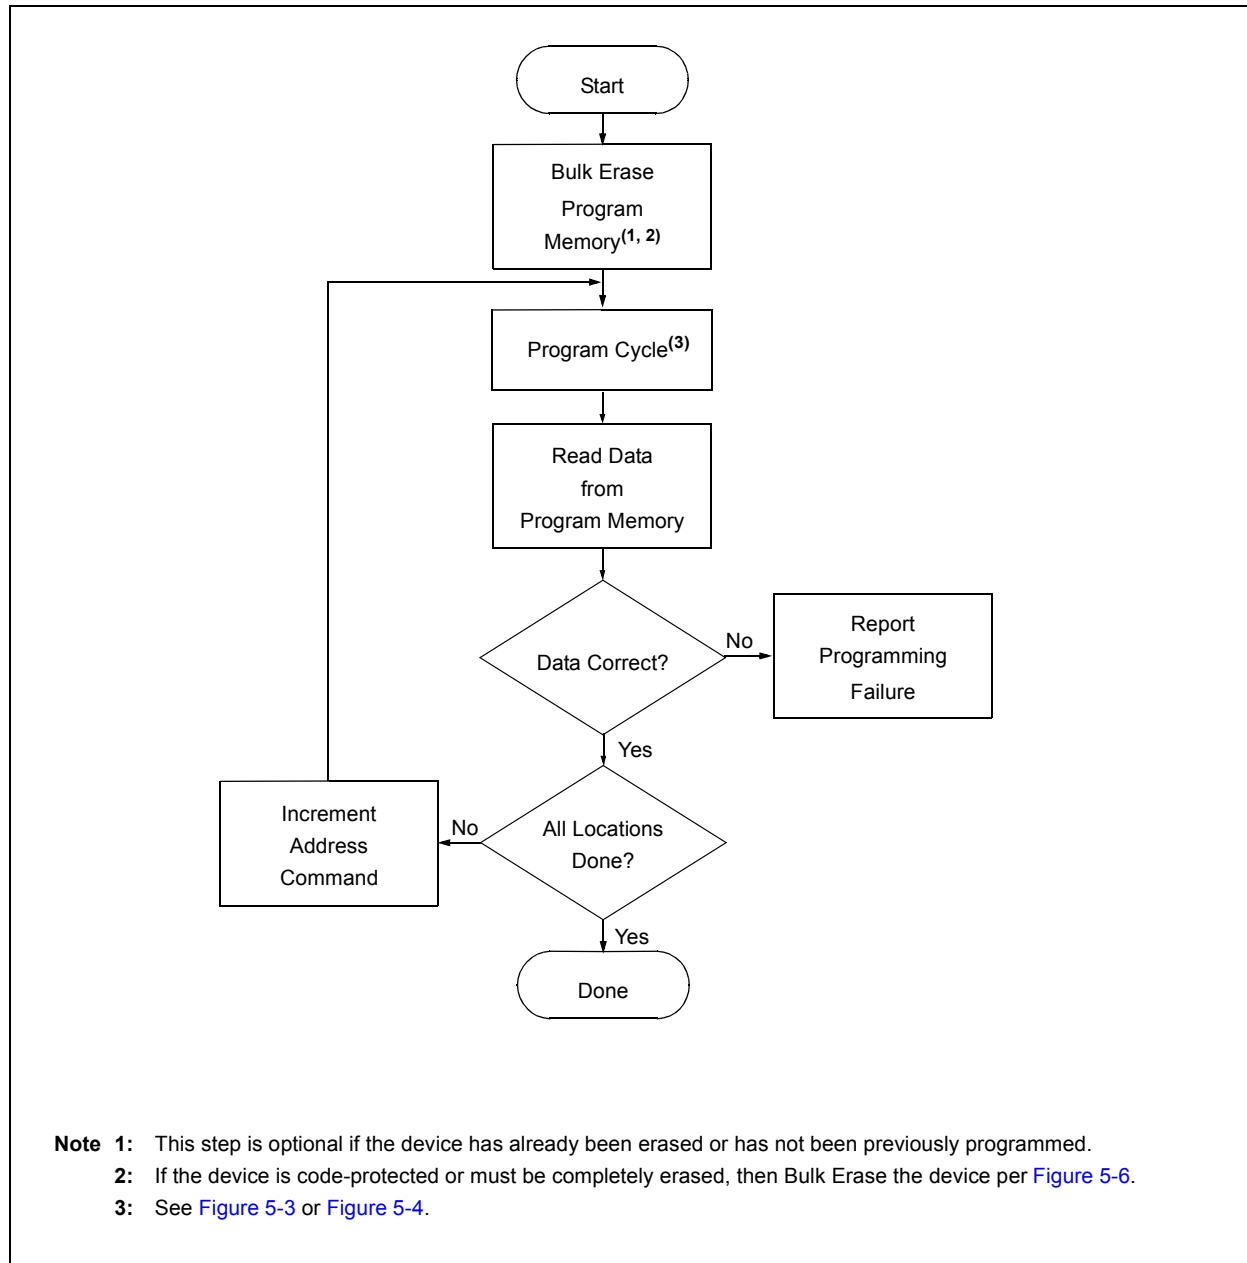 Start
Bulk Erase
Program
Memory(1, 2)
Program Cycle(3)
Read Data
from
Program Memory
Data Correct?
No
Report
Programming
Failure
Yes
All Locations
Done?
No
Increment
Address
Command
Yes
Done
Note 1: This step is optional if the device has already been erased or has not been previously programmed.
2: If the device is code-protected or must be completely erased, then Bulk Erase the device per Figure 5-6.
3: See Figure 5-3 or Figure 5-4.